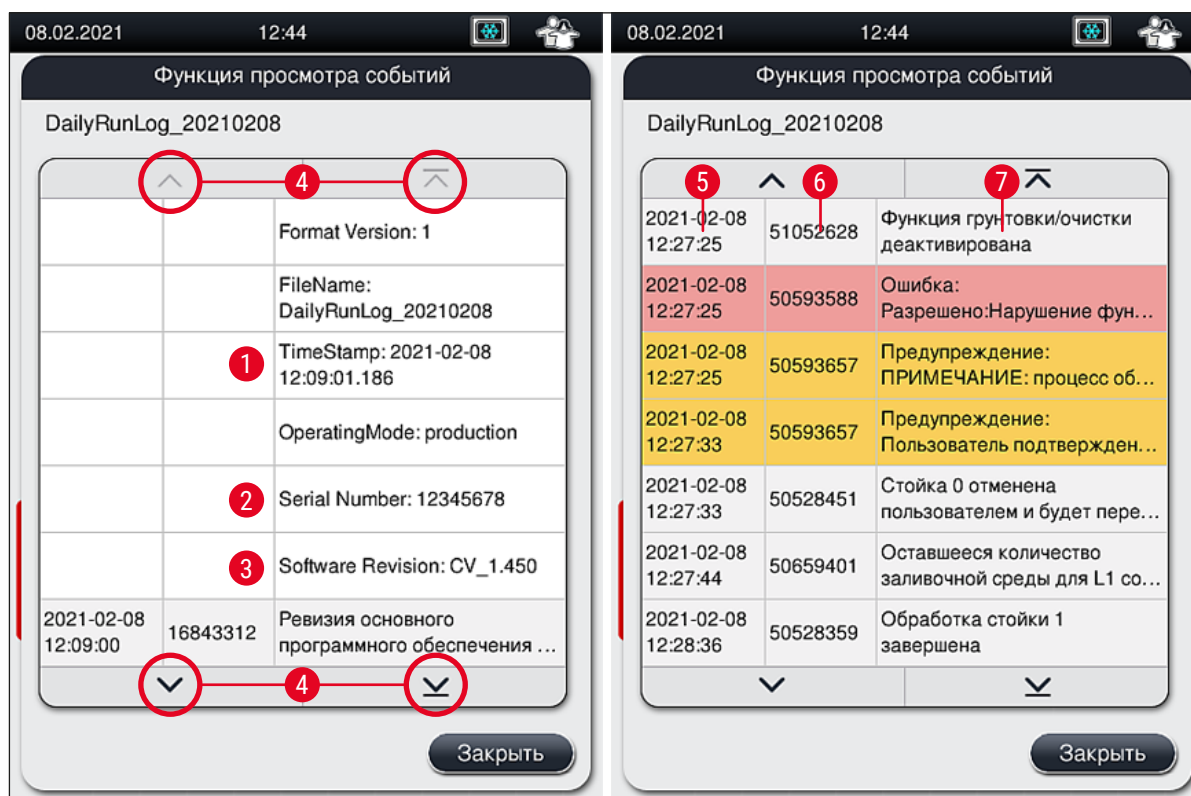 08.02.2021 12:44
Функция просмотра событий
DailyRunLog_20210208
4
Format Version: 1
FileName:
DailyRunLog_20210208
1
TimeStamp: 2021-02-08
12:09:01.186
OperatingMode: production
2
Serial Number: 12345678
3
Software Revision: CV_1.450
2021-02-08
12:09:00
16843312
Ревизия основного
программного обеспечения ...
4
Закрыть
08.02.2021 12:44
Функция просмотра событий
DailyRunLog_20210208
5 6 7
2021-02-08
12:27:25
51052628
Функция грунтовки/очистки
деактивирована
2021-02-08
12:27:25
50593588
Ошибка:
Разрешено:Нарушение фун...
2021-02-08
12:27:25
50593657
Предупреждение:
ПРИМЕЧАНИЕ: процесс об...
2021-02-08
12:27:33
50593657
Предупреждение:
Пользователь подтвержден...
2021-02-08
12:27:33
50528451
Стойка 0 отменена
пользователем и будет пере...
2021-02-08
12:27:44
50659401
Оставшееся количество
заливочной среды для L1 со...
2021-02-08
12:28:36
50528359
Обработка стойки 1
завершена
Закрыть